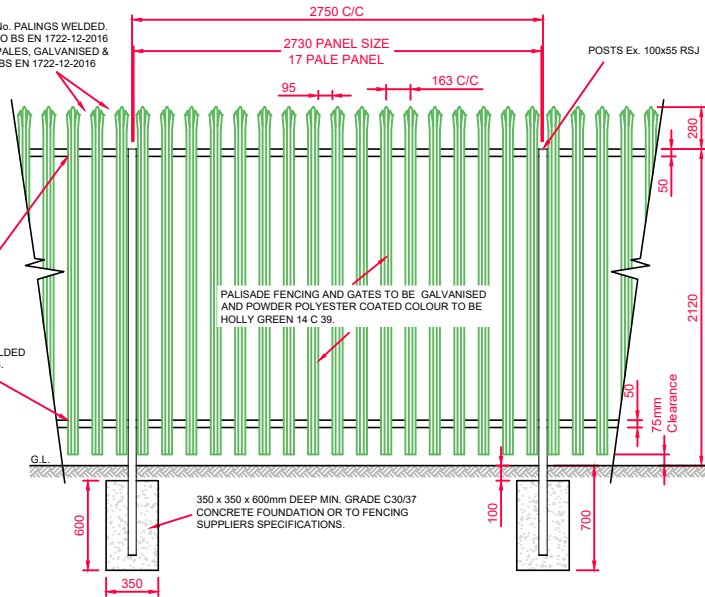 2750 C/C
No. PALINGS WELDED.
O BS EN 1722-12-2016
PALES, GALVANISED &
BS EN 1722-12-2016
2730 PANEL SIZE
17 PALE PANEL
POSTS Ex. 100x55 RSJ
95
163 C/C
280
50
PALISADE FENCING AND GATES TO BE GALVANISED
AND POWDER POLYESTER COATED COLOUR TO BE
HOLLY GREEN 14 C 39.
2120
LDED
50
75mm
Clearance
G.L.
350 x 350 x 600mm DEEP MIN. GRADE C30/37
CONCRETE FOUNDATION OR TO FENCING
SUPPLIERS SPECIFICATIONS.
600
100
700
350